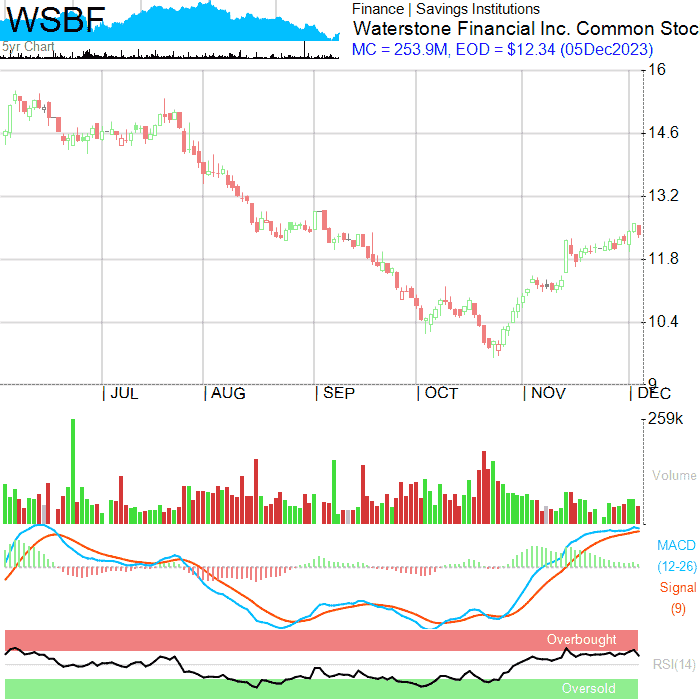 WSBF
5yr Chart
Finance | Savings Institutions
Waterstone Financial Inc. Common Stoc
MC = 253.9M, EOD = $12.34 (05Dec2023)
16
14.6
13.2
11.8
10.4
9
| JUL | AUG | SEP | OCT | NOV | DEC
259k
Volume
MACD
(12-26)
Signal
(9)
Overbought
RSI(14)
Oversold